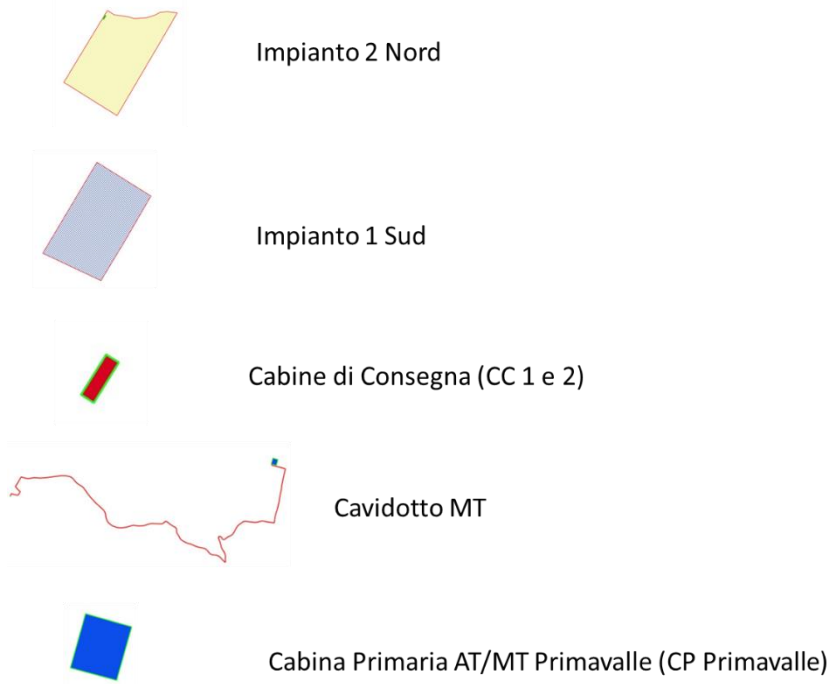 Impianto 2 Nord
Impianto 1 Sud
Cabine di Consegna (CC 1 e 2)
Cavidotto MT
Cabina Primaria AT/MT Primavalle (CP Primavalle)